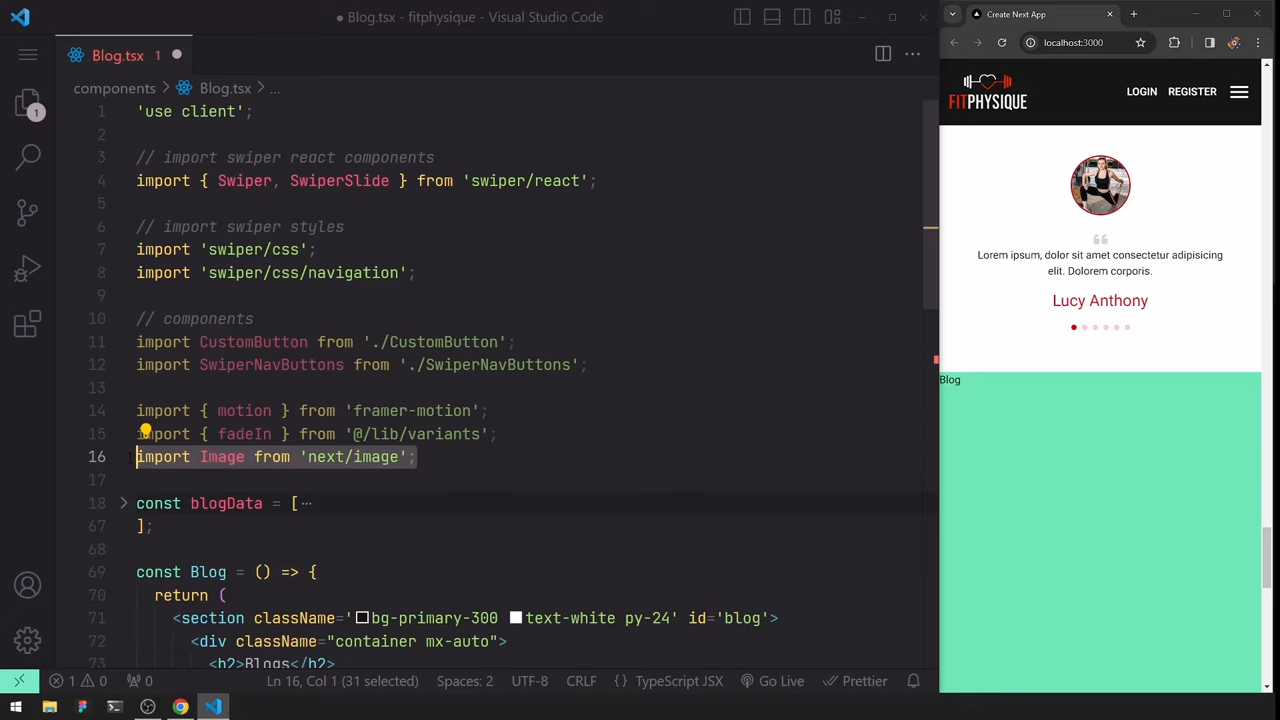 Blog.tsx - fitphysique - Visual Studio Code
Blog.tsx 1
components > Blog.tsx > ...
1 'use client';
2
3 // import swiper react components
4 import { Swiper, SwiperSlide } from 'swiper/react';
5
6 // import swiper styles
7 import 'swiper/css';
8 import 'swiper/css/navigation';
9
10 // components
11 import CustomButton from './CustomButton';
12 import SwiperNavButtons from './SwiperNavButtons';
13
14 import { motion } from 'framer-motion';
15 import { fadeIn } from '@/lib/variants';
16 import Image from 'next/image';
17
18 const blogData = [ ···
67 ];
68
69 const Blog = () => {
70 return (
71 <section className='bg-primary-300 text-white py-24' id='blog'>
72 <div className="container mx-auto">
73 <h2>Blogs</h2>
1
1 0 0 Ln 16, Col 1 (31 selected) Spaces: 2 UTF-8 CRLF {} TypeScript JSX Go Live Prettier
Create Next App
localhost:3000
FITPHYSIQUE LOGIN REGISTER
Lorem ipsum, dolor sit amet consectetur adipisicing
elit. Dolorem corporis.
Lucy Anthony
Blog